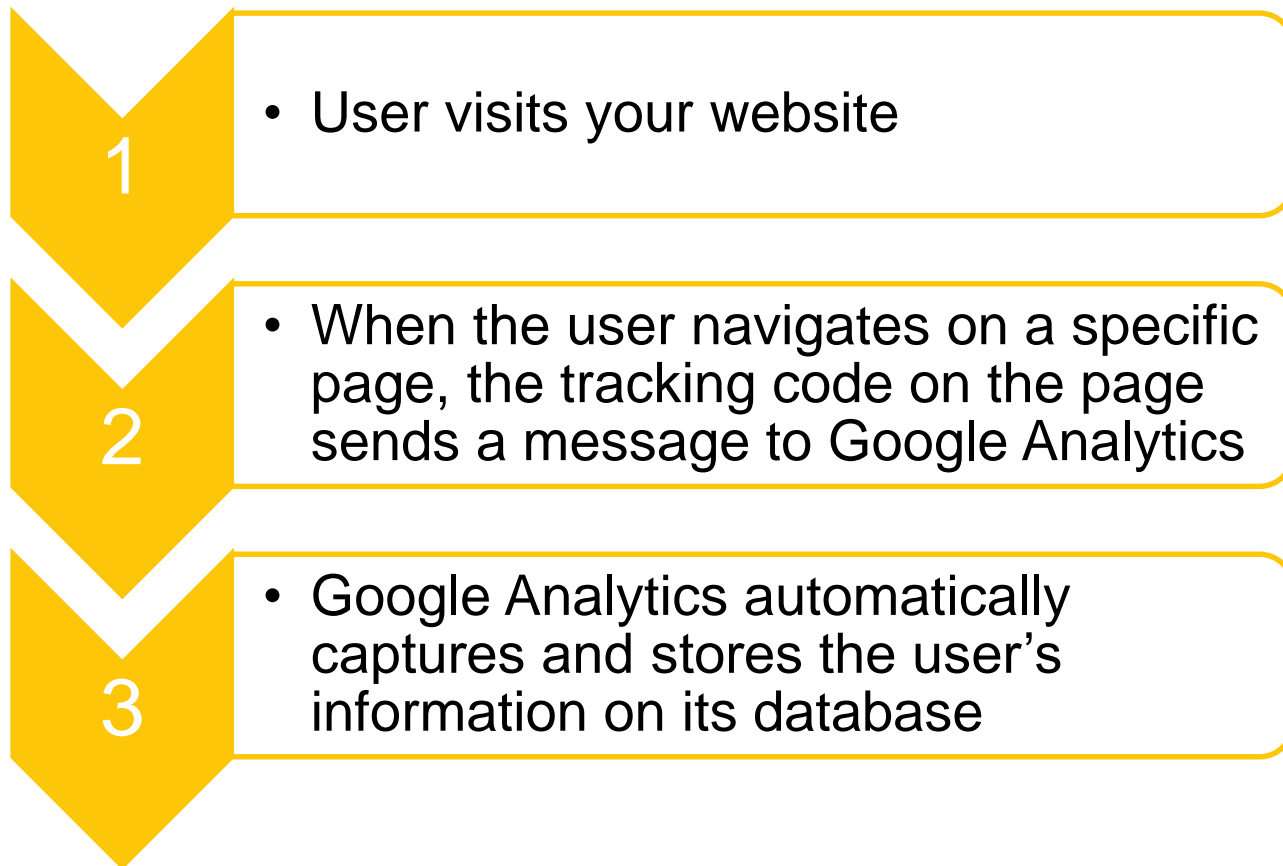 1
• User visits your website
2
• When the user navigates on a specific
page, the tracking code on the page
sends a message to Google Analytics
3
• Google Analytics automatically
captures and stores the user’s
information on its database